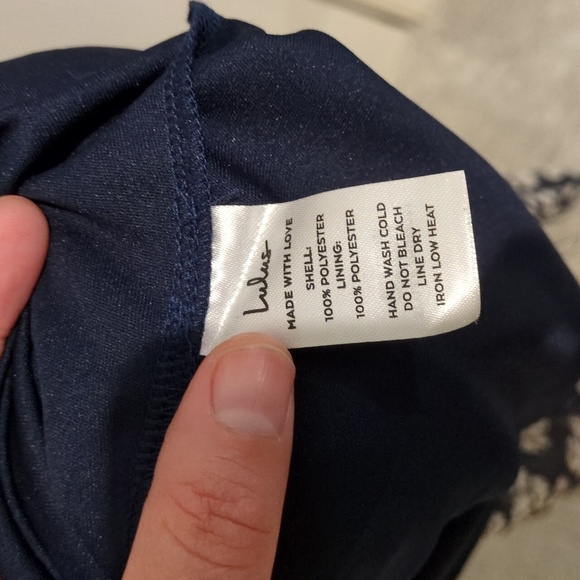 Lulus
MADE WITH LOVE
SHELL:
100% POLYESTER
LINING:
100% POLYESTER
HAND WASH COLD
DO NOT BLEACH
LINE DRY
IRON LOW HEAT